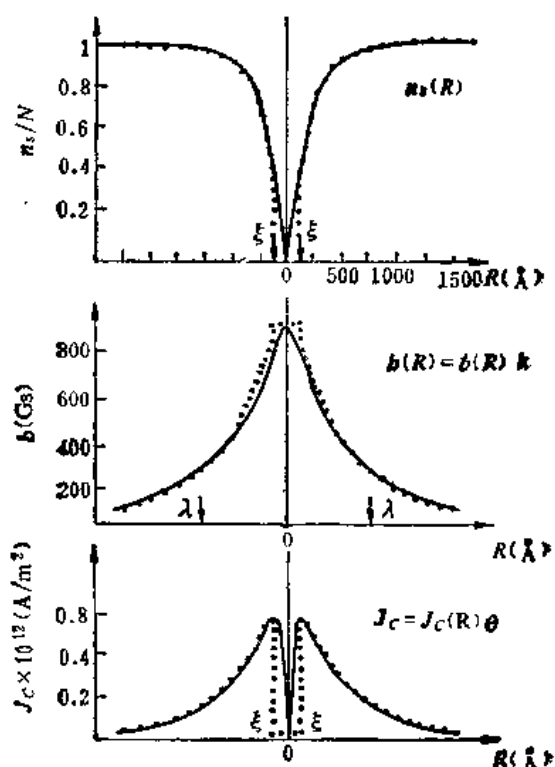 1
0.8
0.6
0.4
0.2
n_s/N
n_s(R)
ξ ξ
0 500 1000 1500 R(Å)
800
600
400
200
b(Gs)
b(R)=b(R) k
λ λ
0 R(Å)
0.8
0.4
0.2
J_C×10^12(A/m²)
J_C=J_C(R) θ
ξ ξ
0 R(Å)